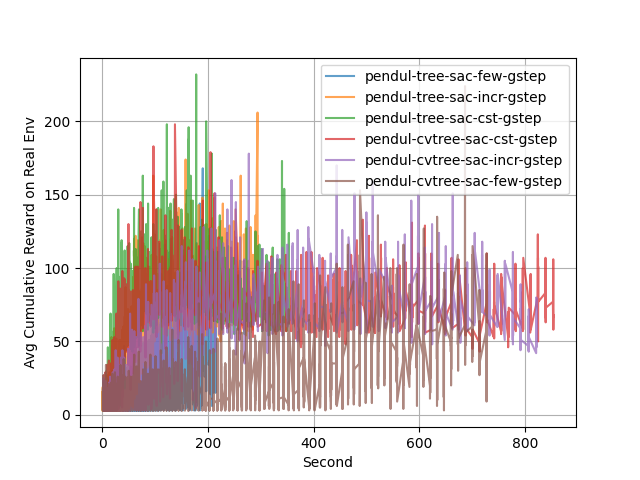 pendul-tree-sac-few-gstep
pendul-tree-sac-incr-gstep
pendul-tree-sac-cst-gstep
pendul-cvtree-sac-cst-gstep
pendul-cvtree-sac-incr-gstep
pendul-cvtree-sac-few-gstep
Avg Cumulative Reward on Real Env
200
150
100
50
0
0 200 400 600 800
Second